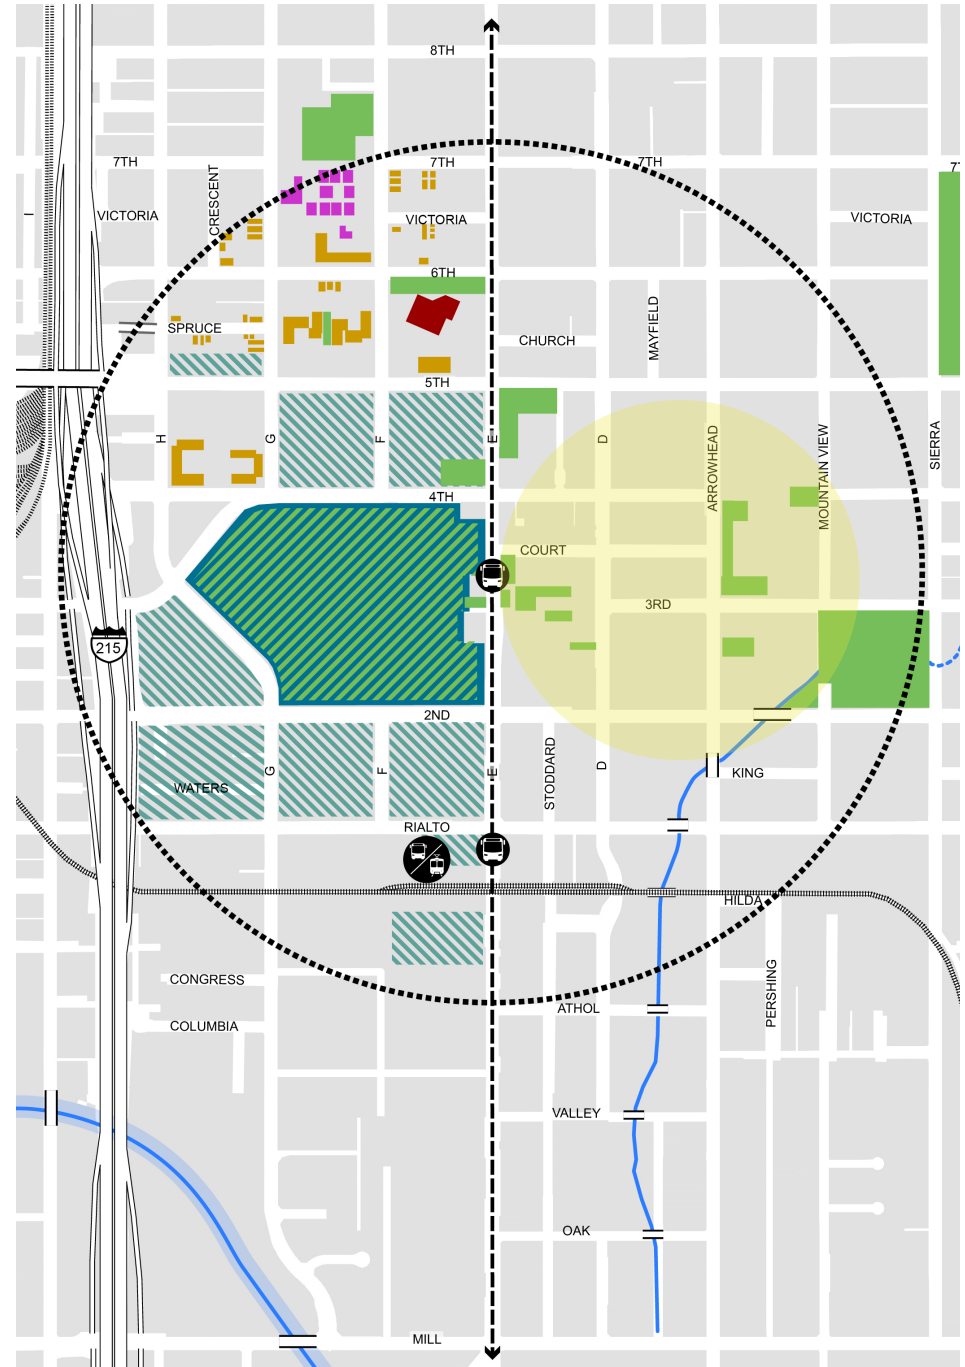 8TH
7TH
7TH
7TH
7T
CRESCENT
I
VICTORIA
VICTORIA
VICTORIA
6TH
MAYFIELD
SPRUCE
CHURCH
5TH
H
G
F
E
D
ARROWHEAD
MOUNTAIN VIEW
SIERRA
4TH
COURT
3RD
215
2ND
G
F
E
STODDARD
D
KING
WATERS
RIALTO
HILDA
CONGRESS
PERSHING
ATHOL
COLUMBIA
VALLEY
OAK
MILL